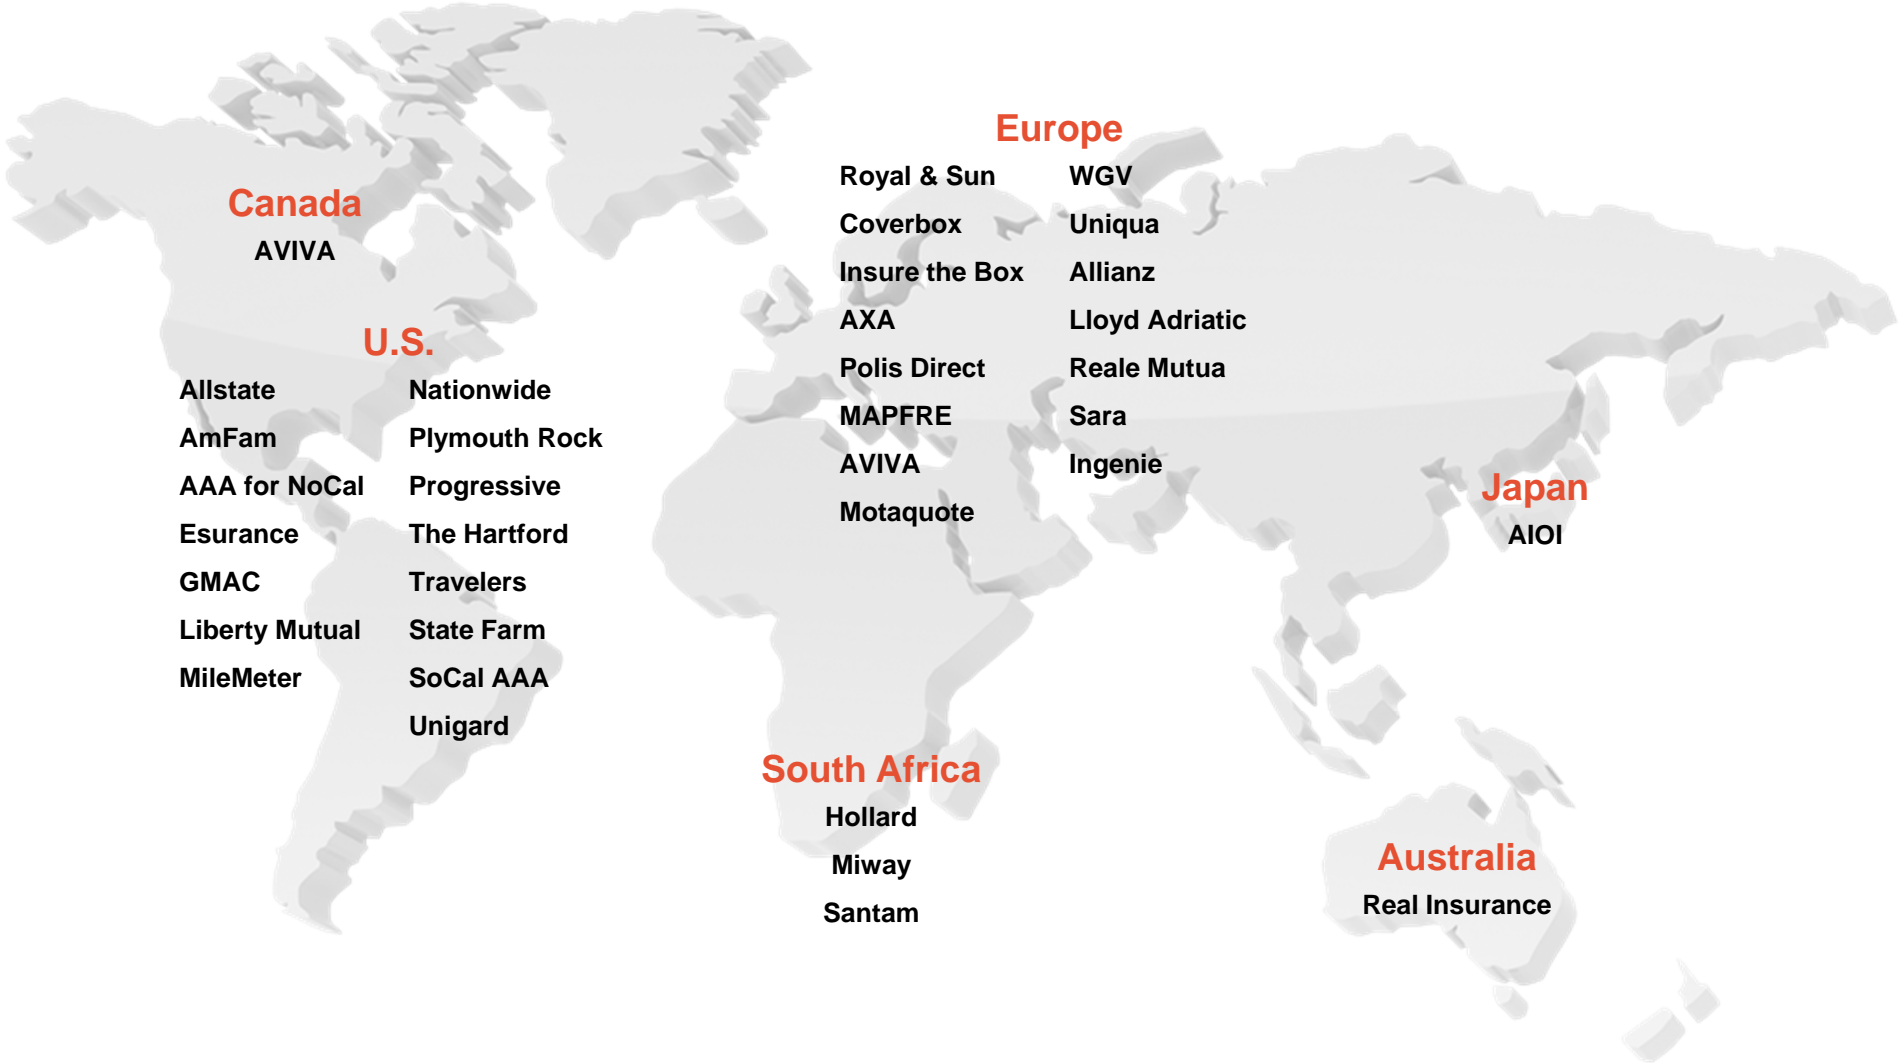 Canada
AVIVA
U.S.
Allstate
AmFam
AAA for NoCal
Esurance
GMAC
Liberty Mutual
MileMeter
Nationwide
Plymouth Rock
Progressive
The Hartford
Travelers
State Farm
SoCal AAA
Unigard
Europe
Royal & Sun
Coverbox
Insure the Box
AXA
Polis Direct
MAPFRE
AVIVA
Motaquote
WGV
Uniqua
Allianz
Lloyd Adriatic
Reale Mutua
Sara
Ingenie
South Africa
Hollard
Miway
Santam
Japan
AIOI
Australia
Real Insurance